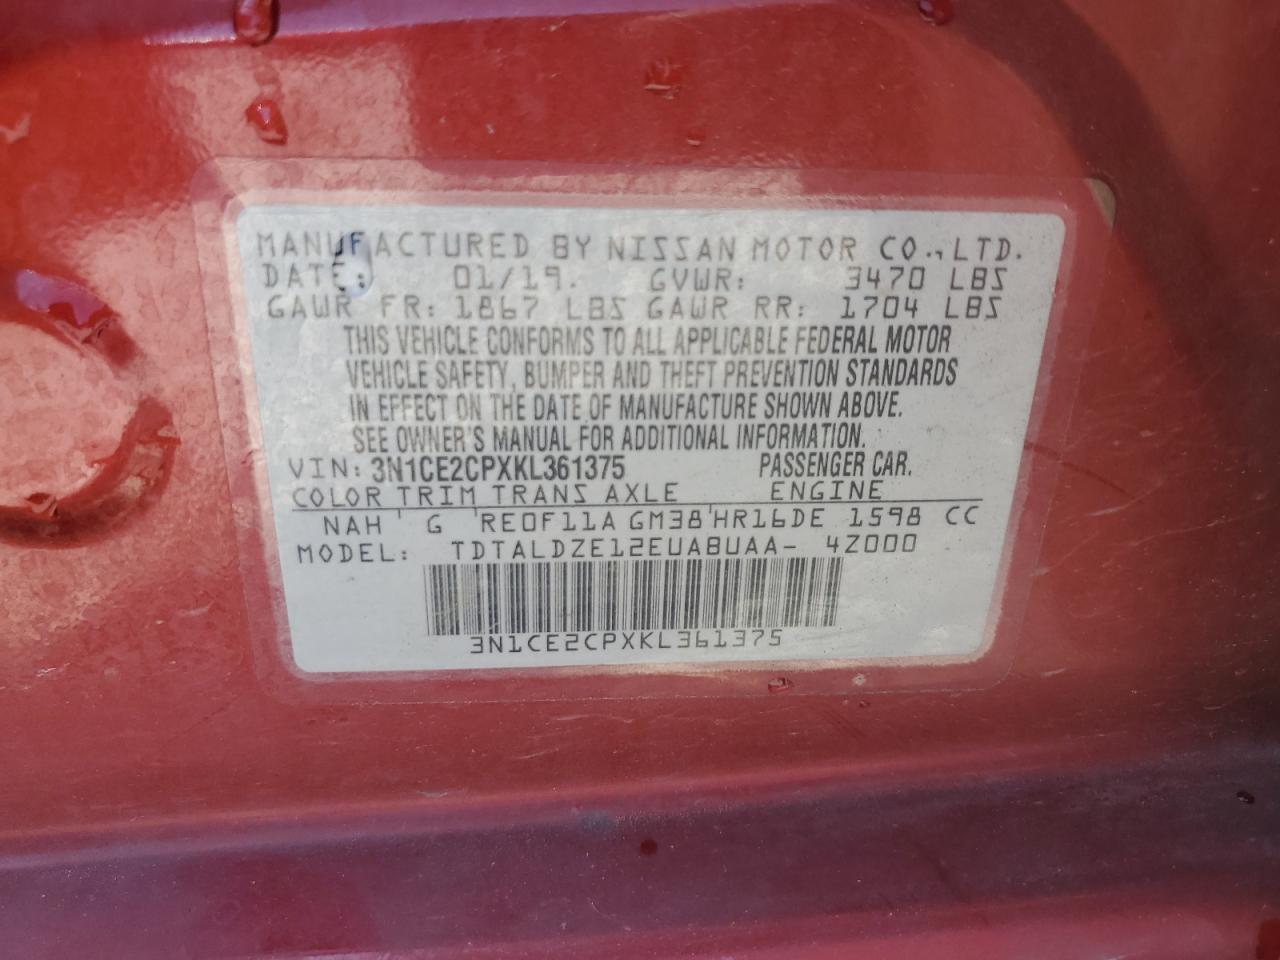 MANUFACTURED BY NISSAN MOTOR CO., LTD.
DATE: 01/19. GVWR: 3470 LBS
GAWR FR: 1867 LBS GAWR RR: 1704 LBS
THIS VEHICLE CONFORMS TO ALL APPLICABLE FEDERAL MOTOR
VEHICLE SAFETY, BUMPER AND THEFT PREVENTION STANDARDS
IN EFFECT ON THE DATE OF MANUFACTURE SHOWN ABOVE.
SEE OWNER'S MANUAL FOR ADDITIONAL INFORMATION.
VIN: 3N1CE2CPXKL361375 PASSENGER CAR.
COLOR TRIM TRANS AXLE ENGINE
NAH ' G ' RE0F11A GM38 ' HR16DE 1598 CC
MODEL: TDTALDZE12EUABUAA- 4Z000
3N1CE2CPXKL361375